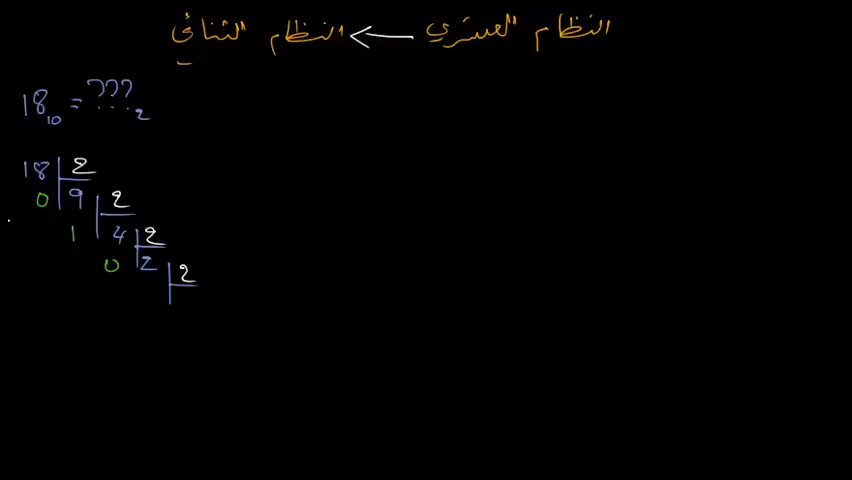 النظام العشري ← النظام الثنائي
18₁₀ = ???₂
18 2
0 9 2
1 4 2
0 2 2